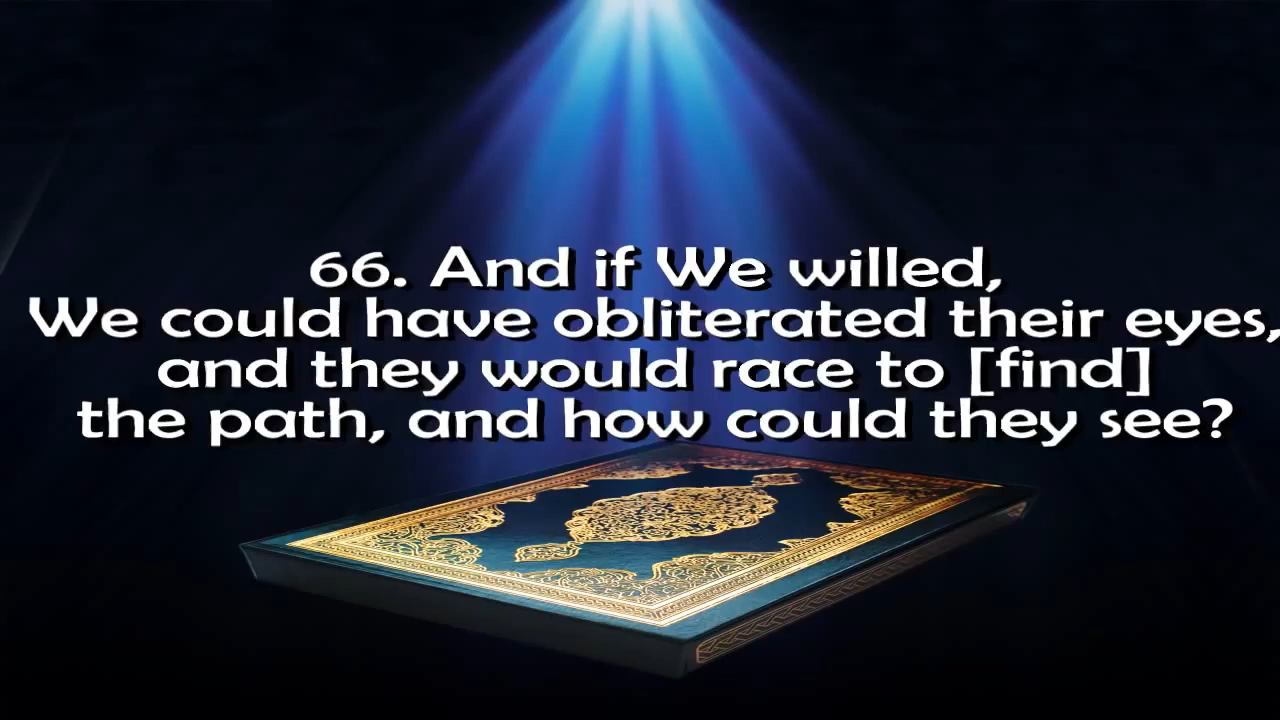 66. And if We willed,
We could have obliterated their eyes,
and they would race to [find]
the path, and how could they see?